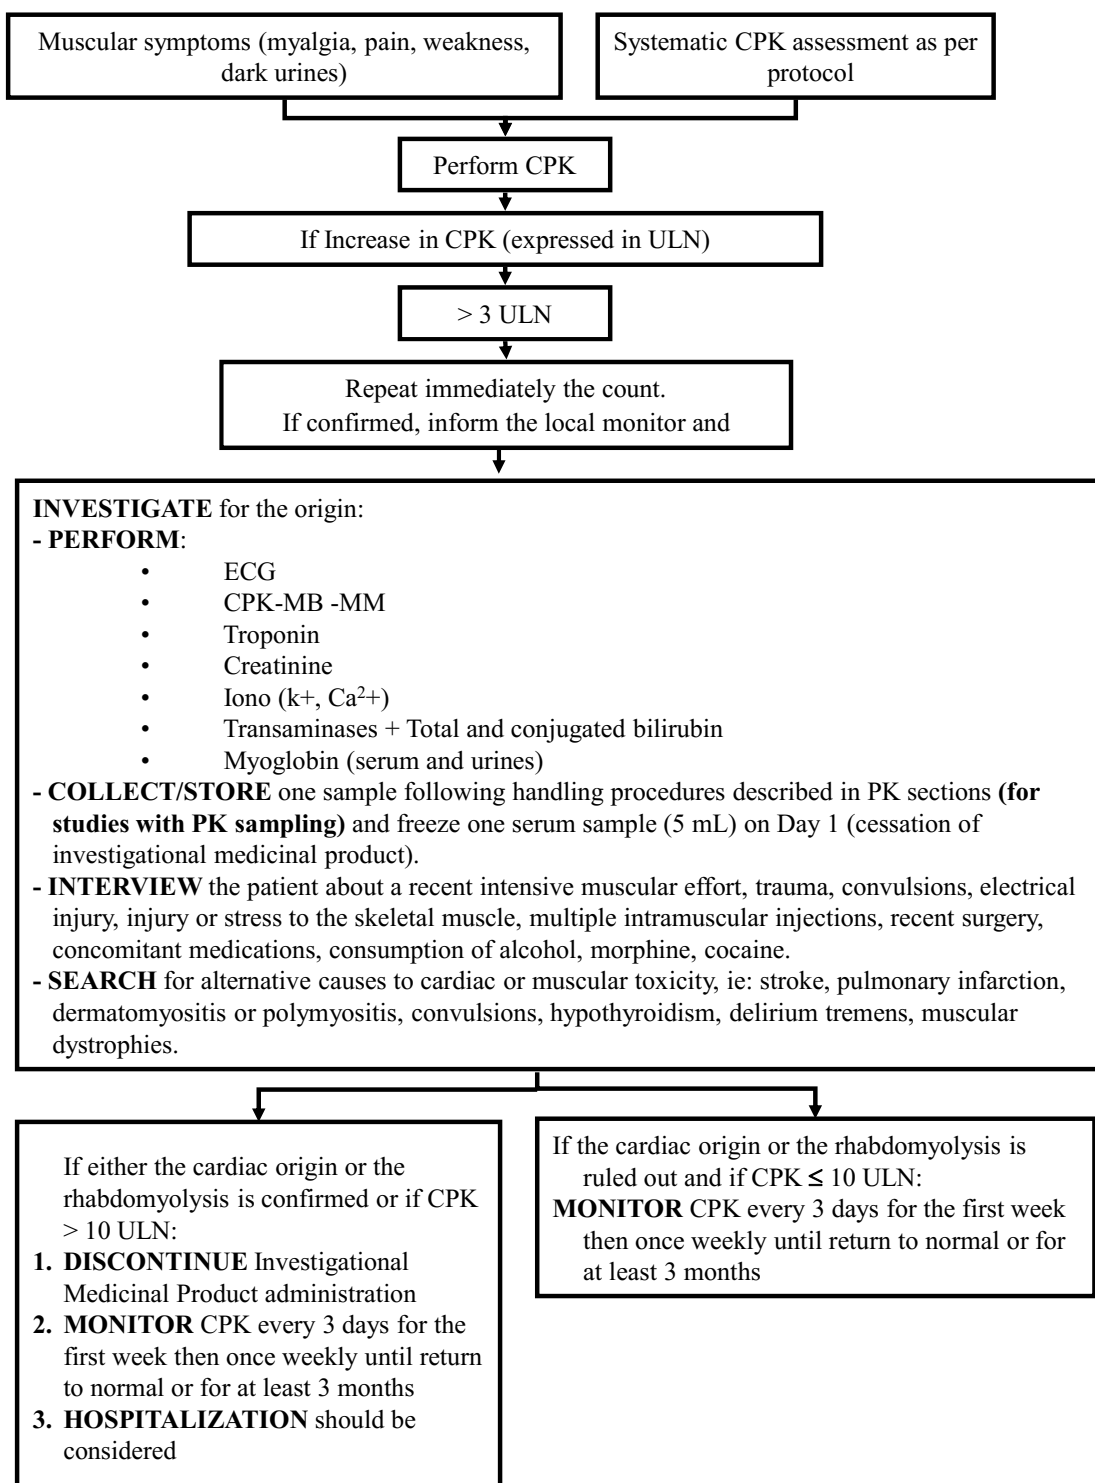 Muscular symptoms (myalgia, pain, weakness,
dark urines)
Systematic CPK assessment as per
protocol
Perform CPK
If Increase in CPK (expressed in ULN)
> 3 ULN
Repeat immediately the count.
If confirmed, inform the local monitor and
INVESTIGATE for the origin:
- PERFORM:
• ECG
• CPK-MB -MM
• Troponin
• Creatinine
• Iono (k+, Ca²⁺)
• Transaminases + Total and conjugated bilirubin
• Myoglobin (serum and urines)
- COLLECT/STORE one sample following handling procedures described in PK sections (for
studies with PK sampling) and freeze one serum sample (5 mL) on Day 1 (cessation of
investigational medicinal product).
- INTERVIEW the patient about a recent intensive muscular effort, trauma, convulsions, electrical
injury, injury or stress to the skeletal muscle, multiple intramuscular injections, recent surgery,
concomitant medications, consumption of alcohol, morphine, cocaine.
- SEARCH for alternative causes to cardiac or muscular toxicity, ie: stroke, pulmonary infarction,
dermatomyositis or polymyositis, convulsions, hypothyroidism, delirium tremens, muscular
dystrophies.
If either the cardiac origin or the
rhabdomyolysis is confirmed or if CPK
> 10 ULN:
1. DISCONTINUE Investigational
Medicinal Product administration
2. MONITOR CPK every 3 days for the
first week then once weekly until return
to normal or for at least 3 months
3. HOSPITALIZATION should be
considered
If the cardiac origin or the rhabdomyolysis is
ruled out and if CPK ≤ 10 ULN:
MONITOR CPK every 3 days for the first week
then once weekly until return to normal or for
at least 3 months